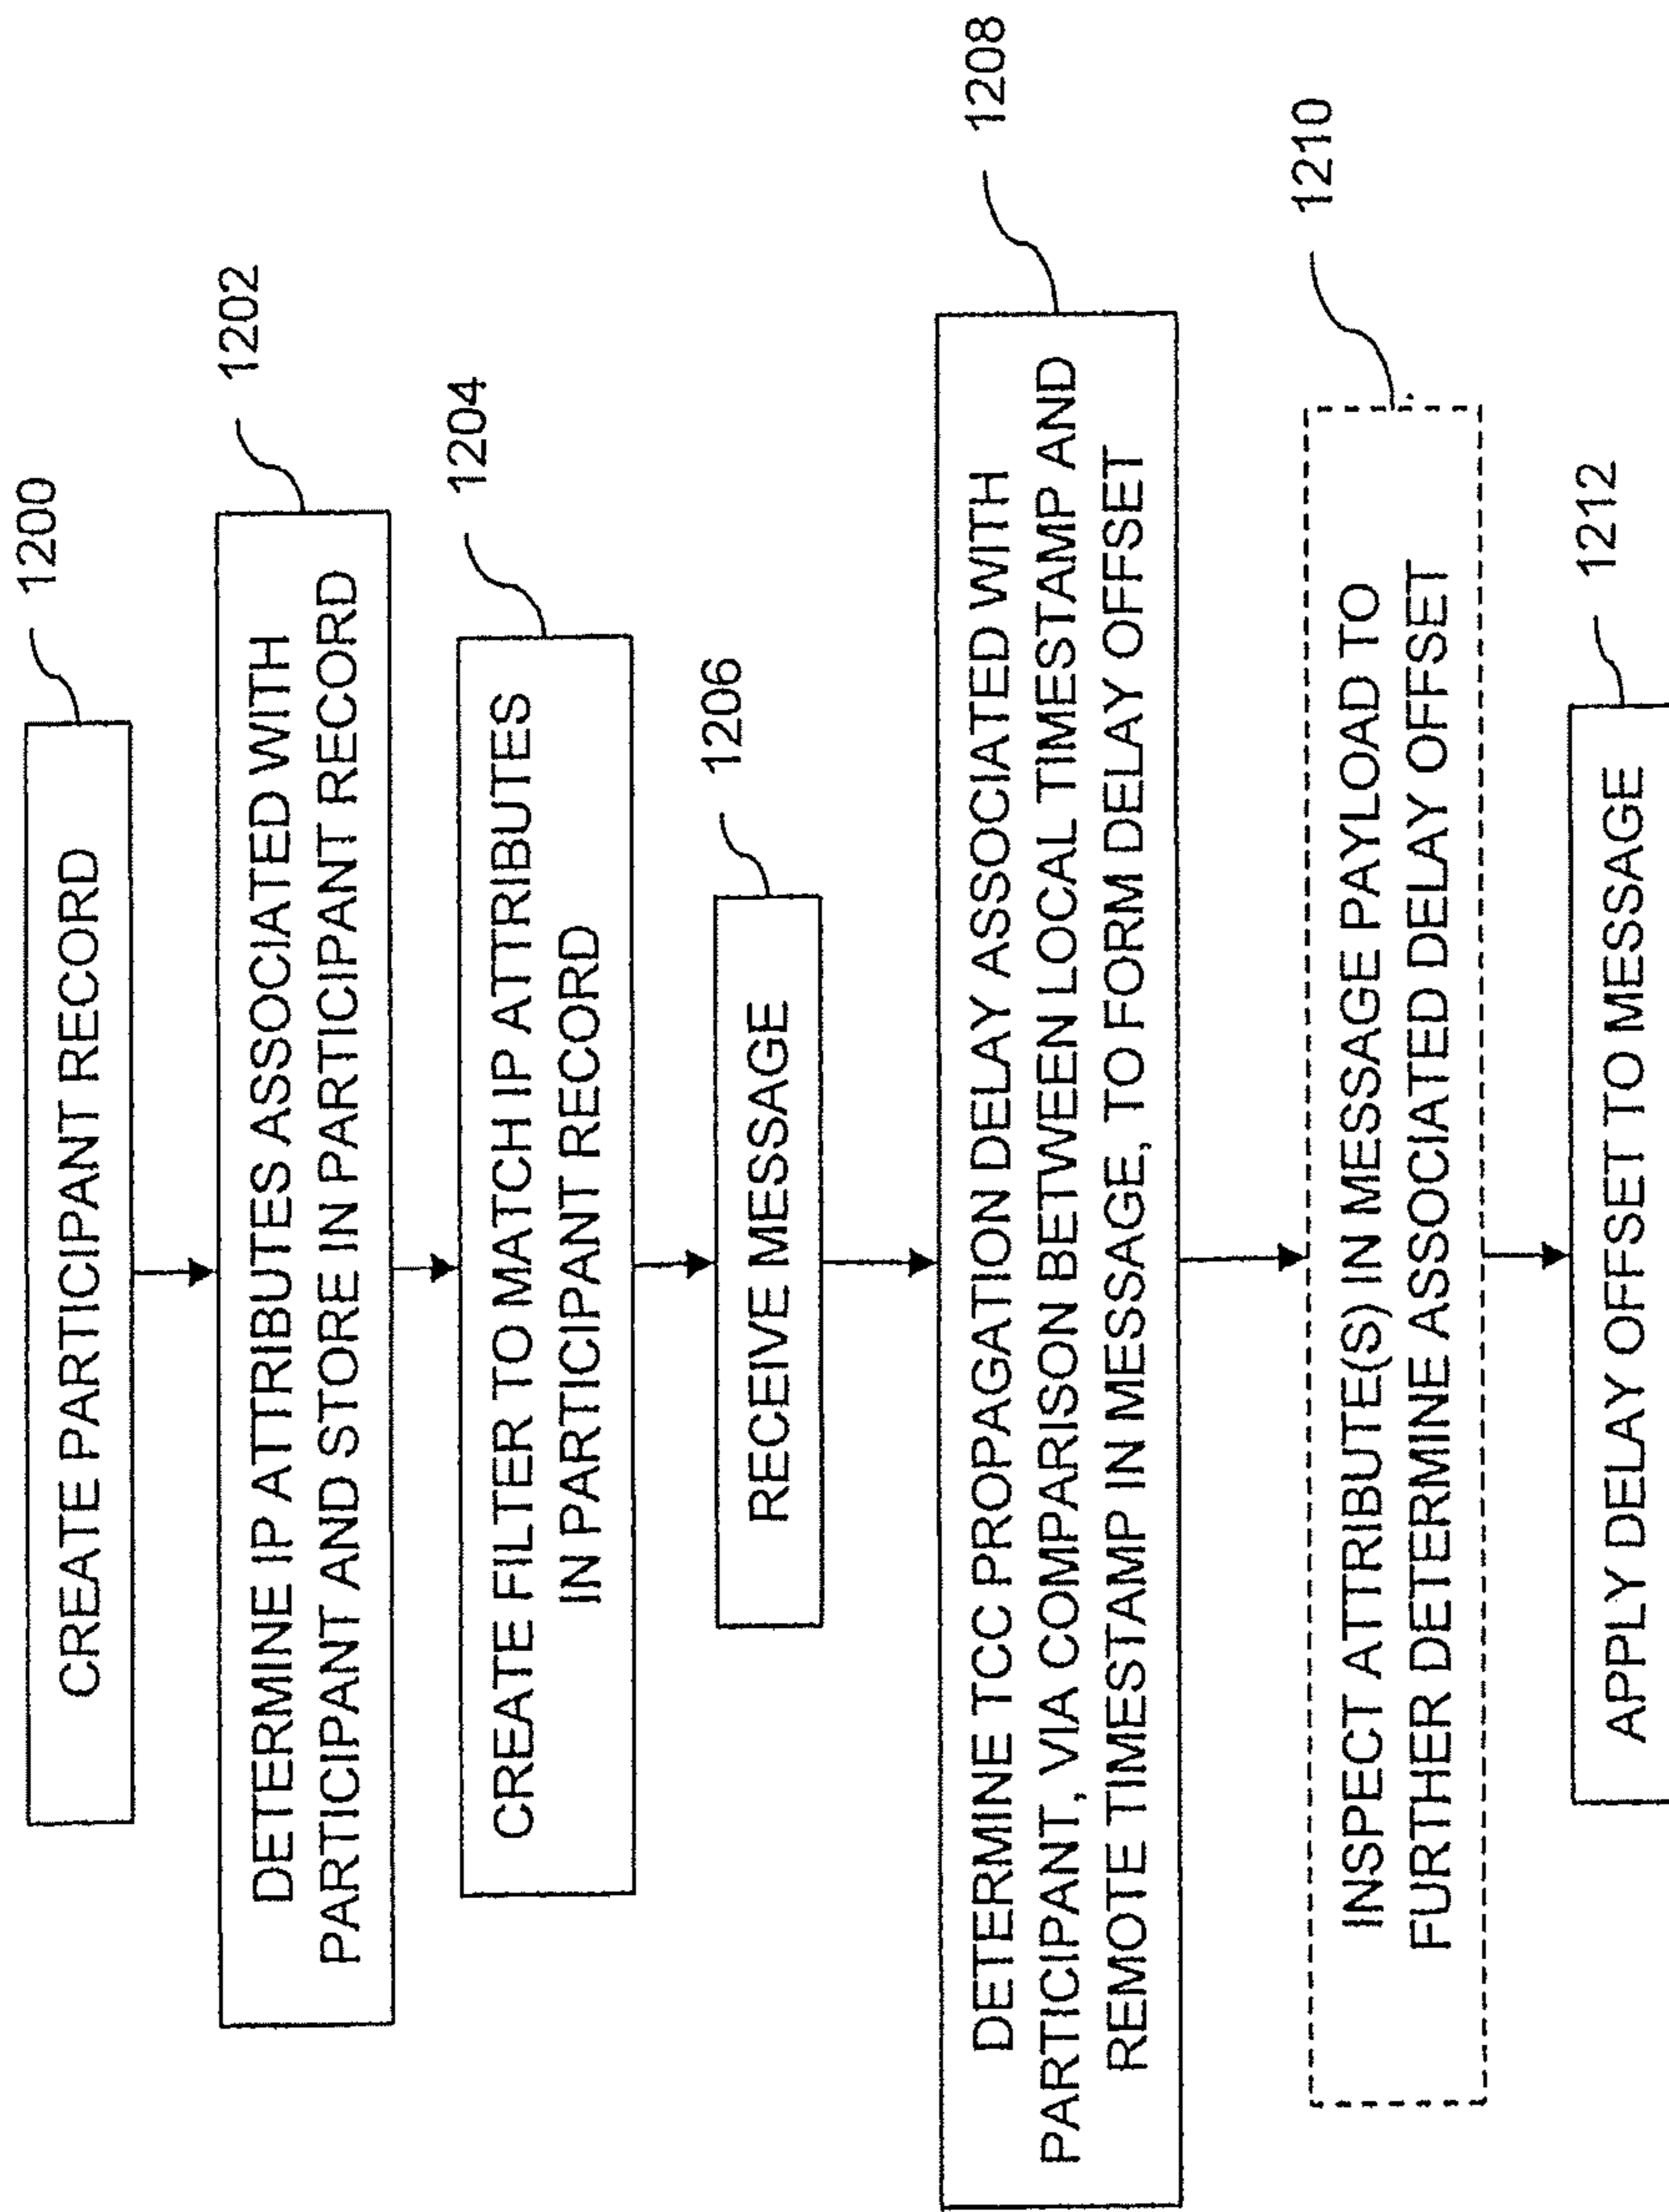 CREATE PARTICIPANT RECORD
1200
DETERMINE IP ATTRIBUTES ASSOCIATED WITH
PARTICIPANT AND STORE IN PARTICIPANT RECORD
1202
CREATE FILTER TO MATCH IP ATTRIBUTES
IN PARTICIPANT RECORD
1204
RECEIVE MESSAGE
1206
DETERMINE TCC PROPAGATION DELAY ASSOCIATED WITH
PARTICIPANT, VIA COMPARISON BETWEEN LOCAL TIMESTAMP AND
REMOTE TIMESTAMP IN MESSAGE, TO FORM DELAY OFFSET
1208
INSPECT ATTRIBUTE(S) IN MESSAGE PAYLOAD TO
FURTHER DETERMINE ASSOCIATED DELAY OFFSET
1210
APPLY DELAY OFFSET TO MESSAGE
1212